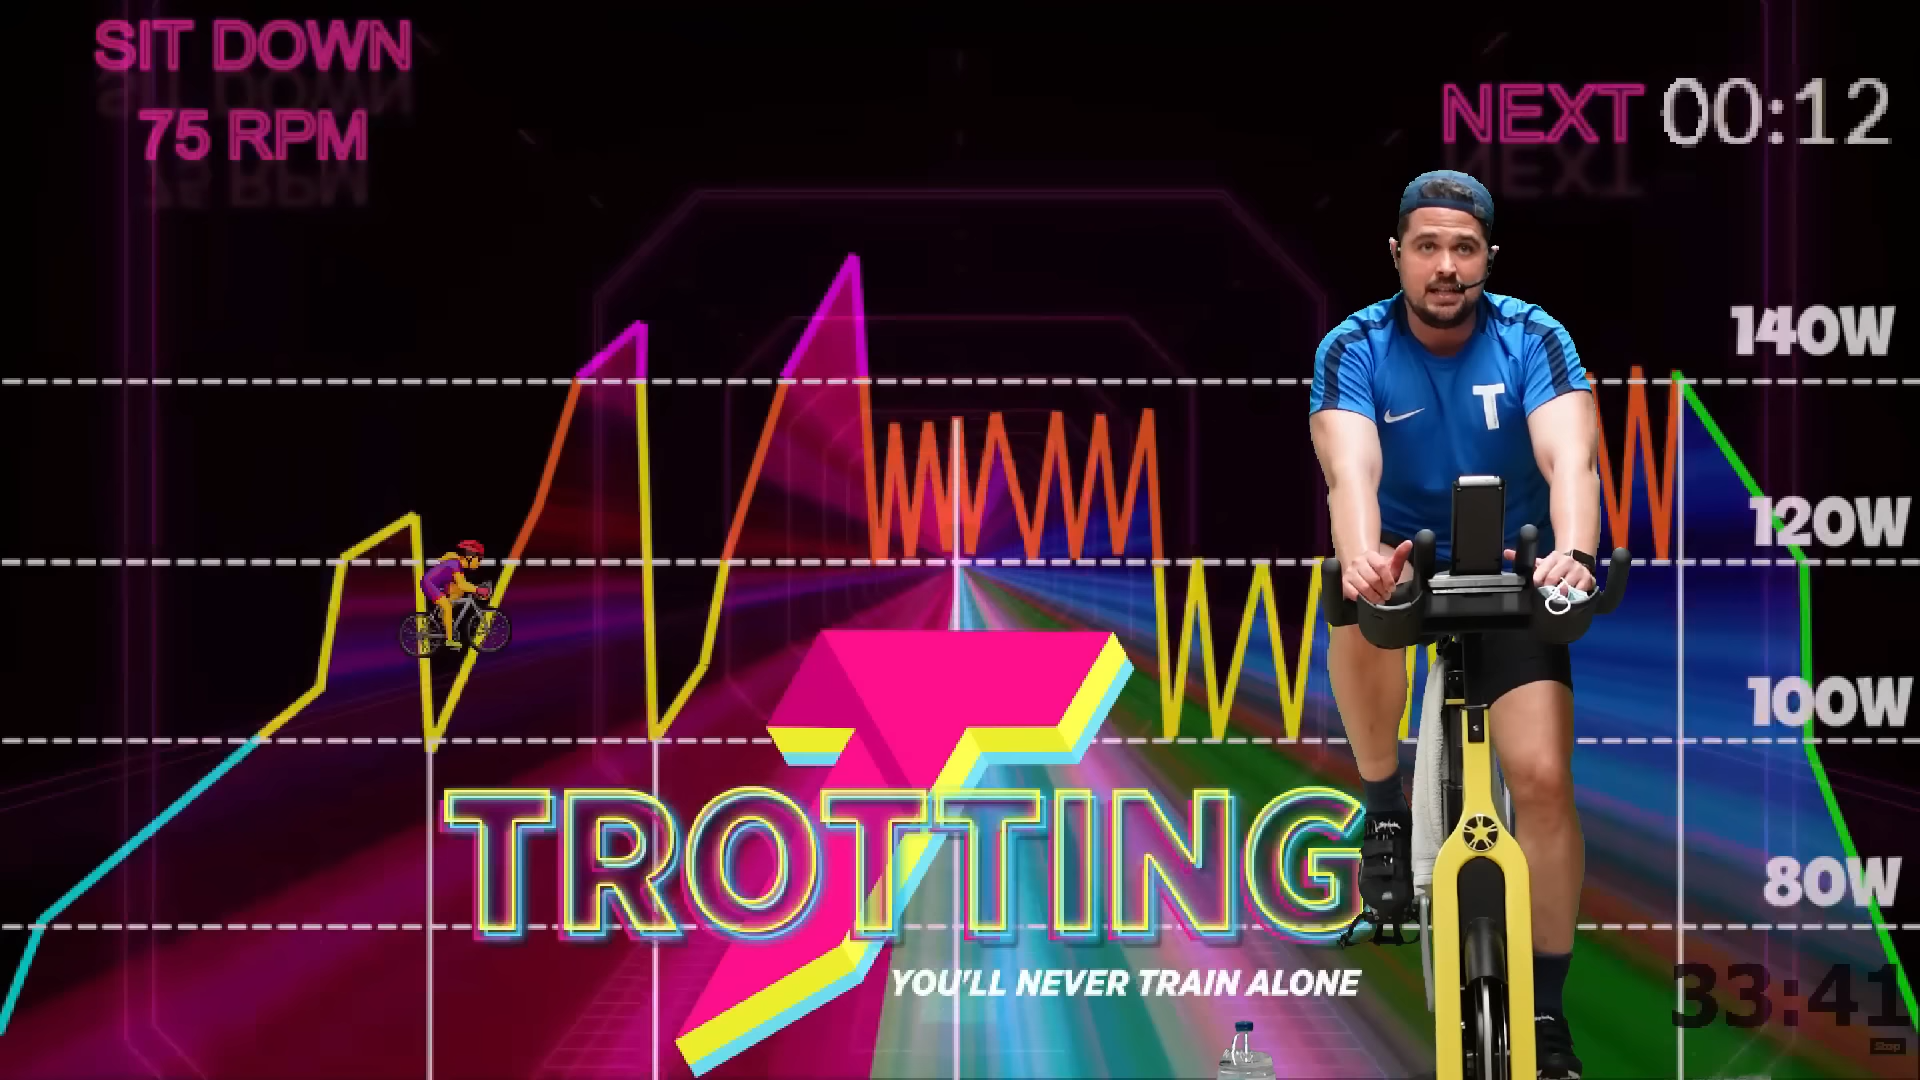 SIT DOWN
75 RPM
NEXT 00:12
140W
120W
100W
80W
T
TROTTING
YOU'LL NEVER TRAIN ALONE
33:41
Stop